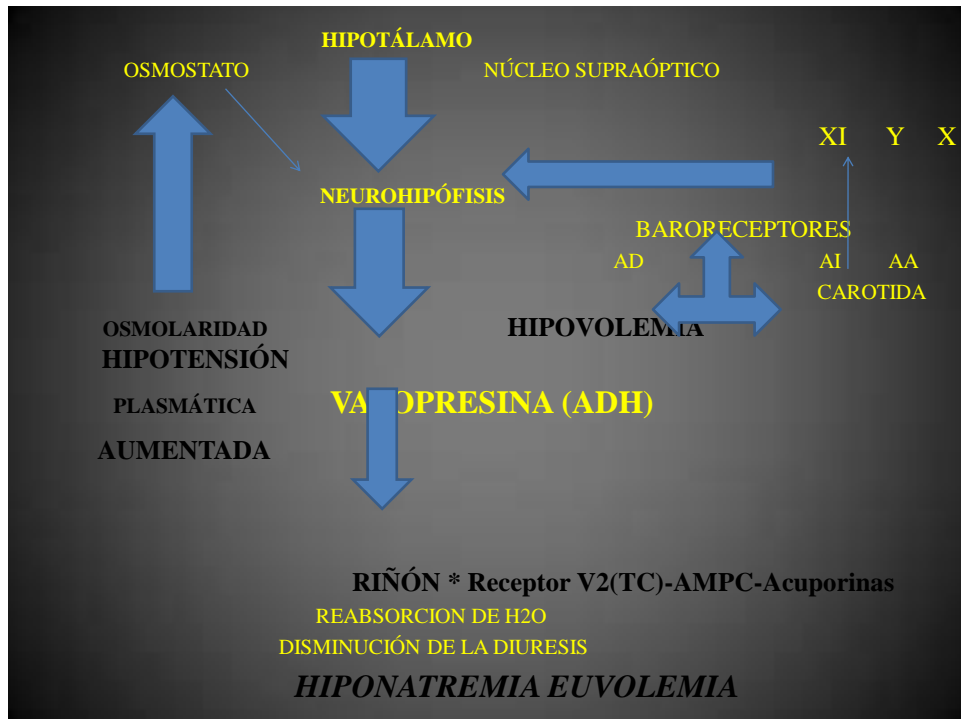 HIPOTÁLAMO
OSMOSTATO NÚCLEO SUPRAÓPTICO
XI Y X
NEUROHIPÓFISIS
BARORECEPTORES
AD AI AA
CAROTIDA
OSMOLARIDAD HIPOVOLEMIA
HIPOTENSIÓN
PLASMÁTICA VASOPRESINA (ADH)
AUMENTADA
RIÑÓN * Receptor V2(TC)-AMPC-Acuporinas
REABSORCION DE H2O
DISMINUCIÓN DE LA DIURESIS
HIPONATREMIA EUVOLEMIA